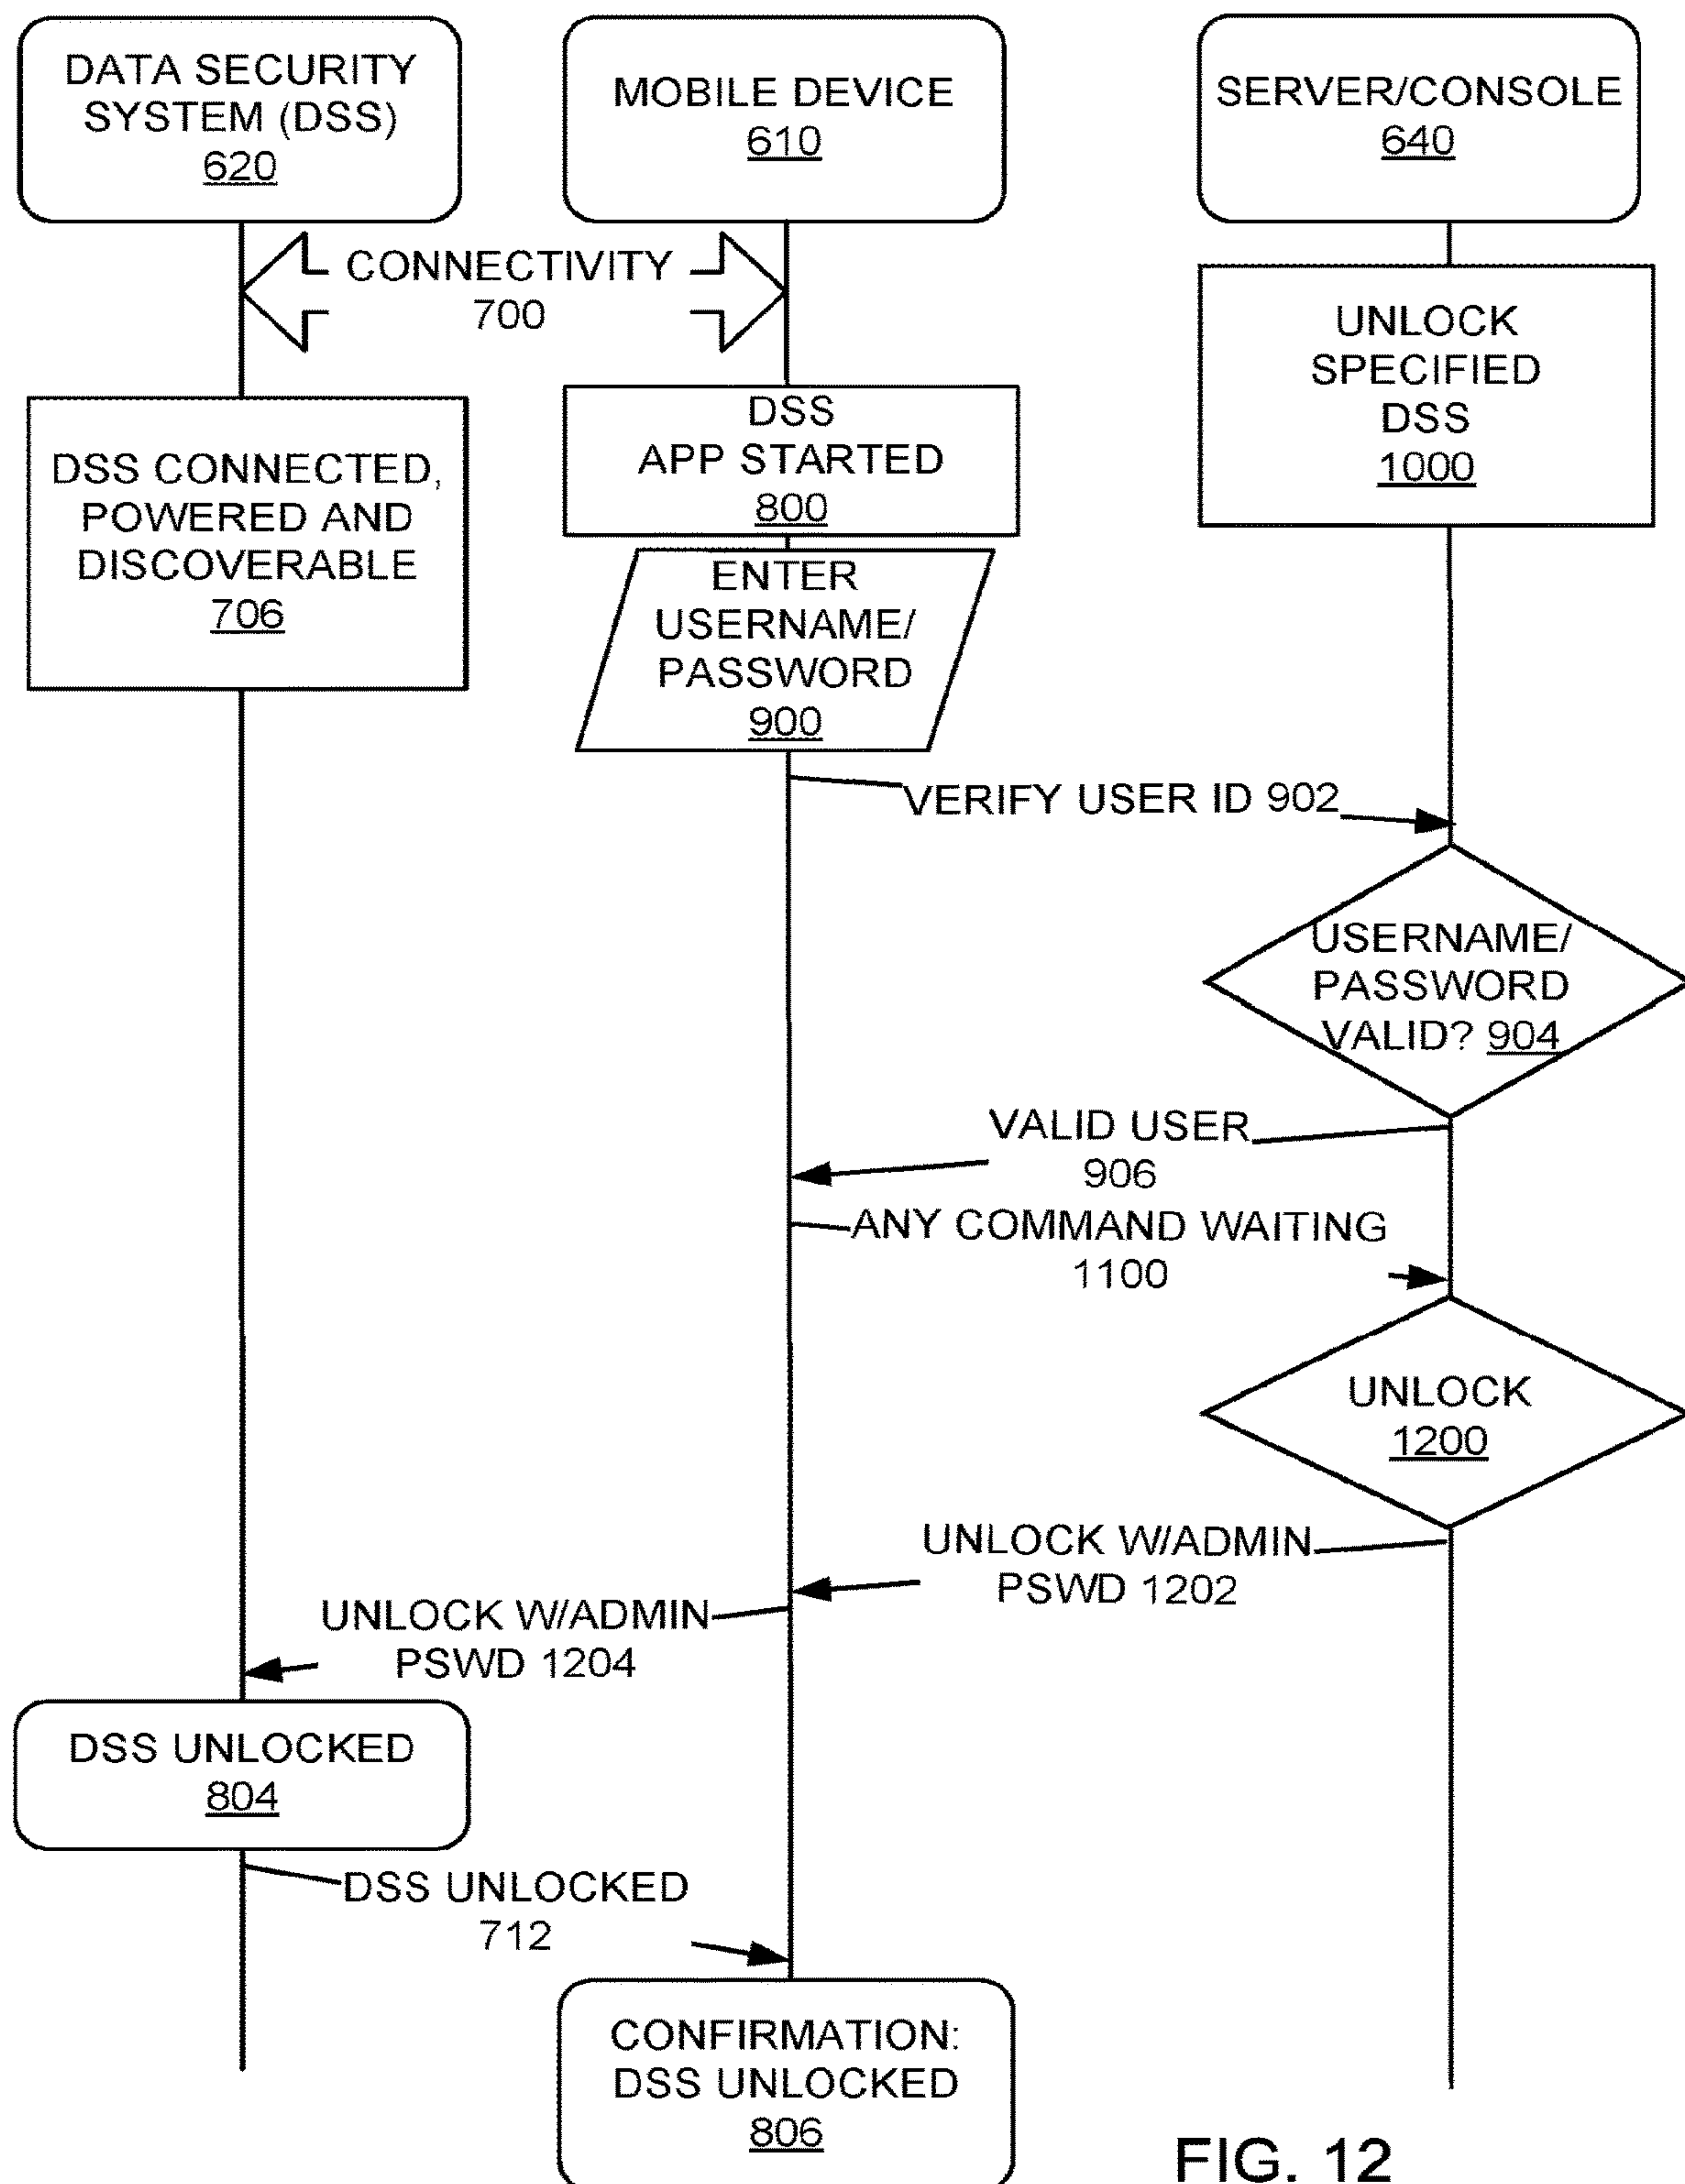 DATA SECURITY
SYSTEM (DSS)
620
MOBILE DEVICE
610
SERVER/CONSOLE
640
CONNECTIVITY
700
UNLOCK
SPECIFIED
DSS
1000
DSS CONNECTED,
POWERED AND
DISCOVERABLE
706
DSS
APP STARTED
800
ENTER
USERNAME/
PASSWORD
900
VERIFY USER ID 902
USERNAME/
PASSWORD
VALID? 904
VALID USER
906
ANY COMMAND WAITING
1100
UNLOCK
1200
UNLOCK W/ADMIN
PSWD 1202
UNLOCK W/ADMIN
PSWD 1204
DSS UNLOCKED
804
DSS UNLOCKED
712
CONFIRMATION:
DSS UNLOCKED
806
FIG. 12